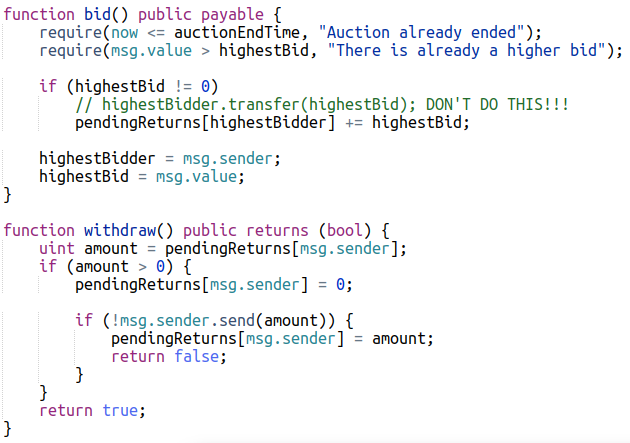 function bid() public payable {
    require(now <= auctionEndTime, "Auction already ended");
    require(msg.value > highestBid, "There is already a higher bid");

    if (highestBid != 0)
        // highestBidder.transfer(highestBid); DON'T DO THIS!!!
        pendingReturns[highestBidder] += highestBid;

    highestBidder = msg.sender;
    highestBid = msg.value;
}

function withdraw() public returns (bool) {
    uint amount = pendingReturns[msg.sender];
    if (amount > 0) {
        pendingReturns[msg.sender] = 0;

        if (!msg.sender.send(amount)) {
            pendingReturns[msg.sender] = amount;
            return false;
        }
    }
    return true;
}